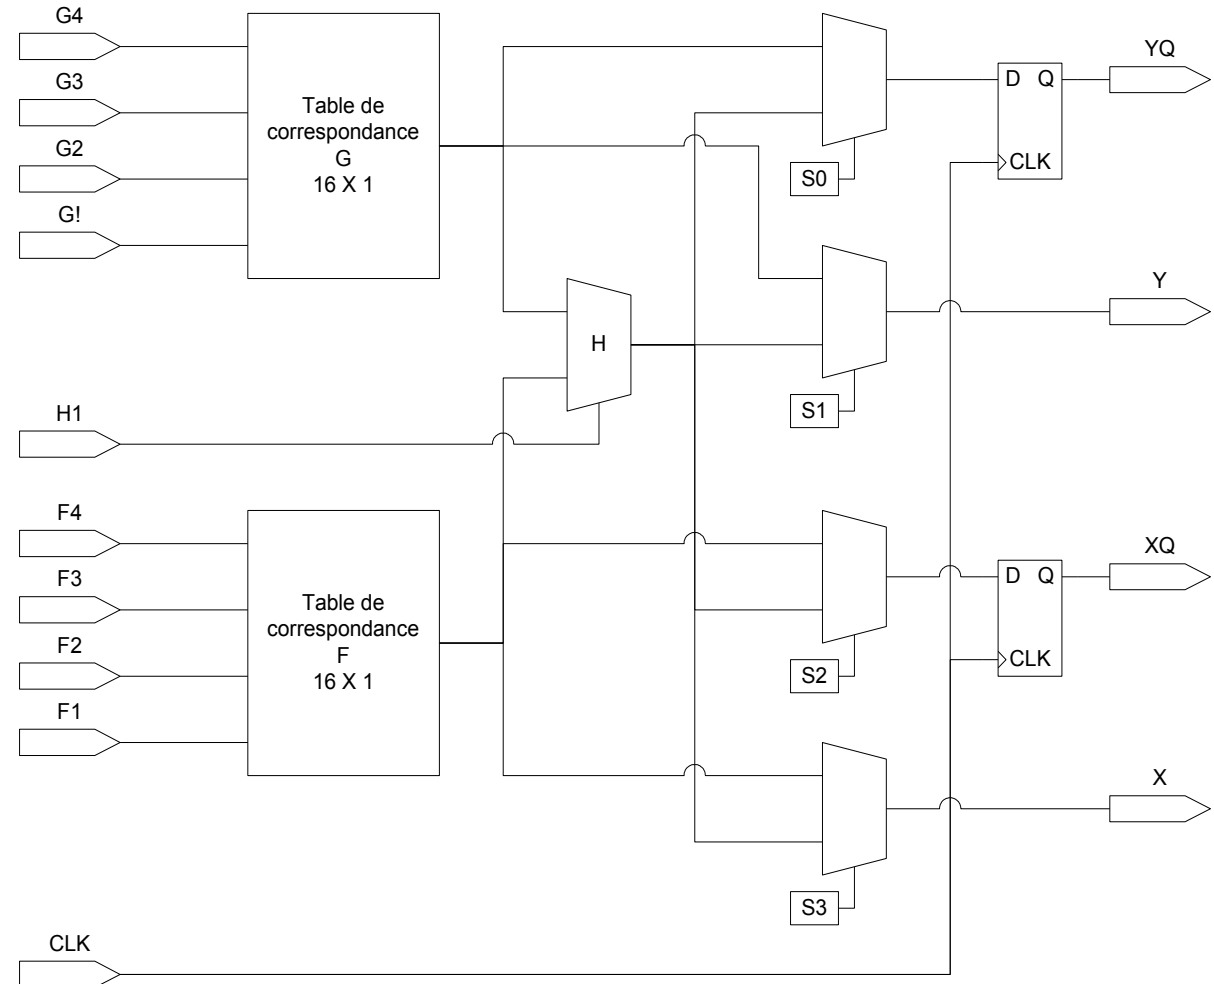 G4
G3
G2
G!
Table de
correspondance
G
16 X 1
S0
D Q
CLK
YQ
Y
H
S1
H1
F4
F3
F2
F1
Table de
correspondance
F
16 X 1
S2
D Q
CLK
XQ
X
S3
CLK